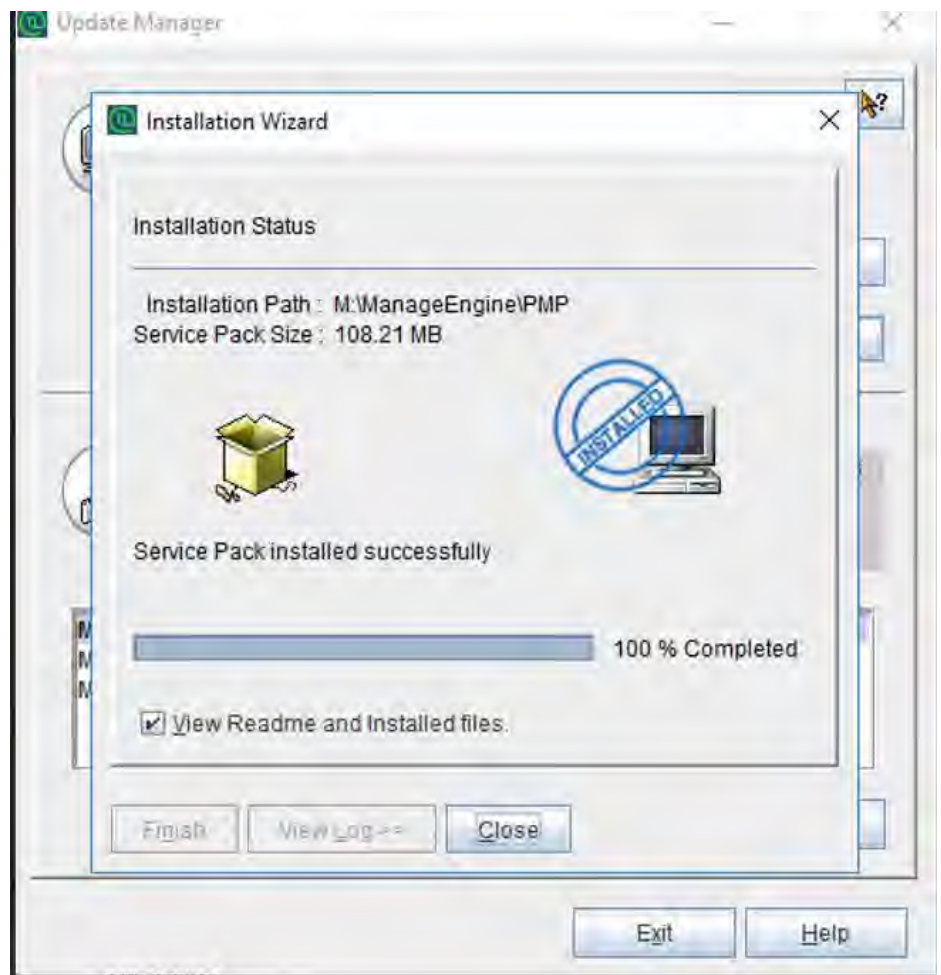 Update Manager
Installation Wizard
Installation Status
Installation Path : M:\ManageEngine\PMP
Service Pack Size : 108.21 MB
INSTALLED
Service Pack installed successfully
100 % Completed
View Readme and Installed files.
Finish
View Log >>
Close
M
M
M
Exit
Help